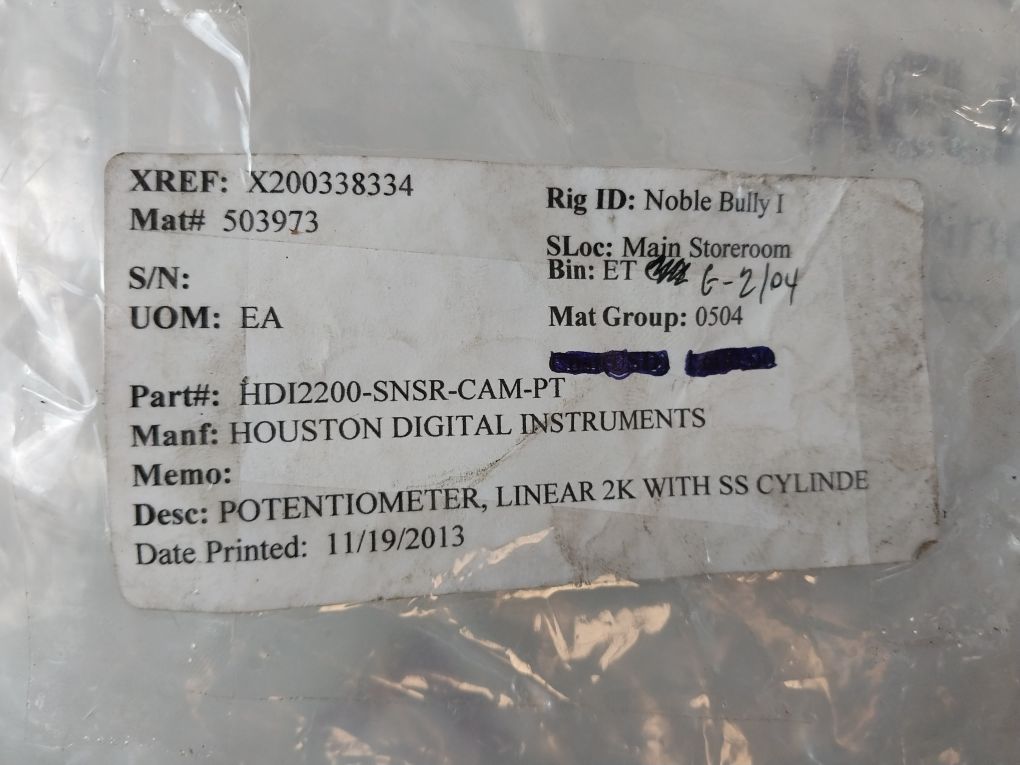 XREF: X200338334
Mat# 503973
S/N:
UOM: EA
Rig ID: Noble Bully I
SLoc: Main Storeroom
Bin: ET G-2/04
Mat Group: 0504
Part#: HDI2200-SNSR-CAM-PT
Manf: HOUSTON DIGITAL INSTRUMENTS
Memo:
Desc: POTENTIOMETER, LINEAR 2K WITH SS CYLINDE
Date Printed: 11/19/2013